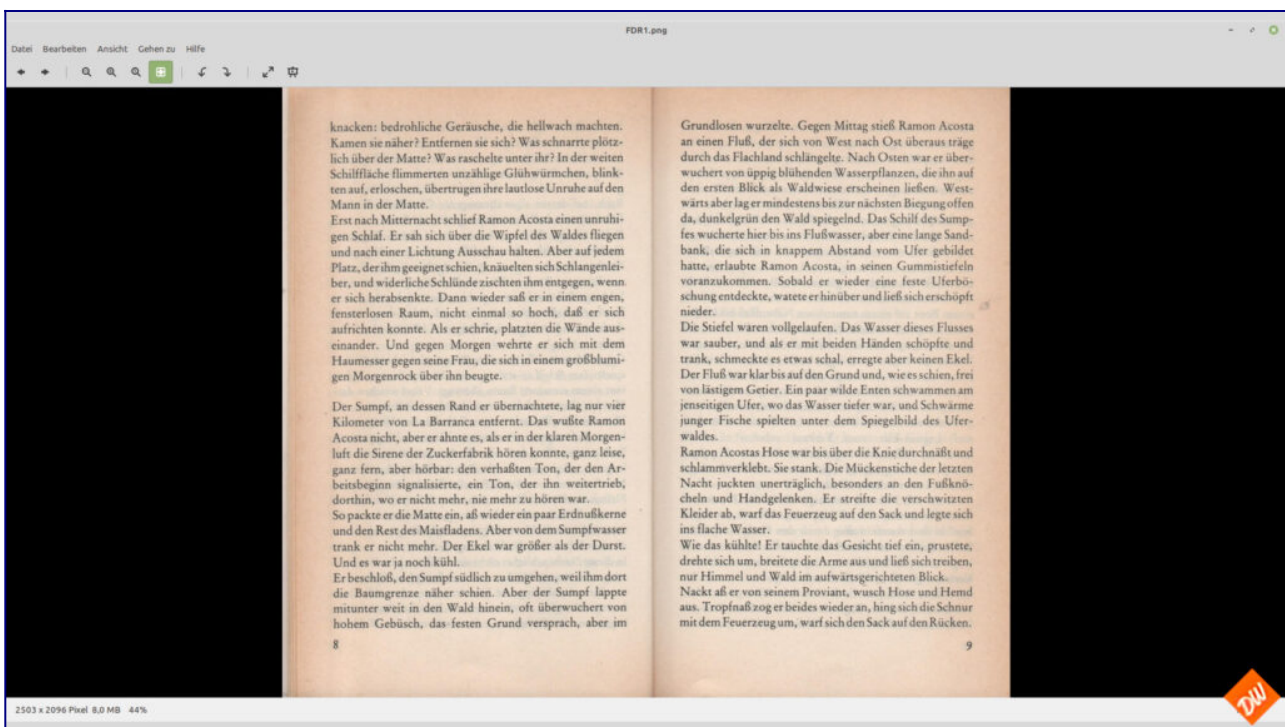 FDR1.png
Datei Bearbeiten Ansicht Gehen zu Hilfe
knacken: bedrohliche Geräusche, die hellwach machten.
Kamen sie näher? Entfernen sie sich? Was schnarrte plötz-
lich über der Matte? Was raschelte unter ihr? In der weiten
Schilffläche flimmerten unzählige Glühwürmchen, blink-
ten auf, erloschen, übertrugen ihre lautlose Unruhe auf den
Mann in der Matte.
Erst nach Mitternacht schlief Ramon Acosta einen unruhi-
gen Schlaf. Er sah sich über die Wipfel des Waldes fliegen
und nach einer Lichtung Ausschau halten. Aber auf jedem
Platz, der ihm geeignet schien, knäuelten sich Schlangenlei-
ber, und widerliche Schlünde zischten ihm entgegen, wenn
er sich herabsenkte. Dann wieder saß er in einem engen,
fensterlosen Raum, nicht einmal so hoch, daß er sich
aufrichten konnte. Als er schrie, platzten die Wände aus-
einander. Und gegen Morgen wehrte er sich mit dem
Haumesser gegen seine Frau, die sich in einem großblumi-
gen Morgenrock über ihn beugte.
Der Sumpf, an dessen Rand er übernachtete, lag nur vier
Kilometer von La Barranca entfernt. Das wußte Ramon
Acosta nicht, aber er ahnte es, als er in der klaren Morgen-
luft die Sirene der Zuckerfabrik hören konnte, ganz leise,
ganz fern, aber hörbar: den verhaßten Ton, der den Ar-
beitsbeginn signalisierte, ein Ton, der ihn weitertrieb,
dorthin, wo er nicht mehr, nie mehr zu hören war.
So packte er die Matte ein, aß wieder ein paar Erdnußkerne
und den Rest des Maisfladens. Aber von dem Sumpfwasser
trank er nicht mehr. Der Ekel war größer als der Durst.
Und es war ja noch kühl.
Er beschloß, den Sumpf südlich zu umgehen, weil ihm dort
die Baumgrenze näher schien. Aber der Sumpf lappte
mitunter weit in den Wald hinein, oft überwuchert von
hohem Gebüsch, das festen Grund versprach, aber im
8
Grundlosen wurzelte. Gegen Mittag stieß Ramon Acosta
an einen Fluß, der sich von West nach Ost überaus träge
durch das Flachland schlängelte. Nach Osten war er über-
wuchert von üppig blühenden Wasserpflanzen, die ihn auf
den ersten Blick als Waldwiese erscheinen ließen. West-
wärts aber lag er mindestens bis zur nächsten Biegung offen
da, dunkelgrün den Wald spiegelnd. Das Schilf des Sump-
fes wucherte hier bis ins Flußwasser, aber eine lange Sand-
bank, die sich in knappem Abstand vom Ufer gebildet
hatte, erlaubte Ramon Acosta, in seinen Gummistiefeln
voranzukommen. Sobald er wieder eine feste Uferbö-
schung entdeckte, watete er hinüber und ließ sich erschöpft
nieder.
Die Stiefel waren vollgelaufen. Das Wasser dieses Flusses
war sauber, und als er mit beiden Händen schöpfte und
trank, schmeckte es etwas schal, erregte aber keinen Ekel.
Der Fluß war klar bis auf den Grund und, wie es schien, frei
von lästigem Getier. Ein paar wilde Enten schwammen am
jenseitigen Ufer, wo das Wasser tiefer war, und Schwärme
junger Fische spielten unter dem Spiegelbild des Ufer-
waldes.
Ramon Acostas Hose war bis über die Knie durchnäßt und
schlammverklebt. Sie stank. Die Mückenstiche der letzten
Nacht juckten unerträglich, besonders an den Fußknö-
cheln und Handgelenken. Er streifte die verschwitzten
Kleider ab, warf das Feuerzeug auf den Sack und legte sich
ins flache Wasser.
Wie das kühlte! Er tauchte das Gesicht tief ein, prustete,
drehte sich um, breitete die Arme aus und ließ sich treiben,
nur Himmel und Wald im aufwärtsgerichteten Blick.
Nackt aß er von seinem Proviant, wusch Hose und Hemd
aus. Tropfnaß zog er beides wieder an, hing sich die Schnur
mit dem Feuerzeug um, warf sich den Sack auf den Rücken.
9
2503 x 2096 Pixel 8,0 MB 44%
DW